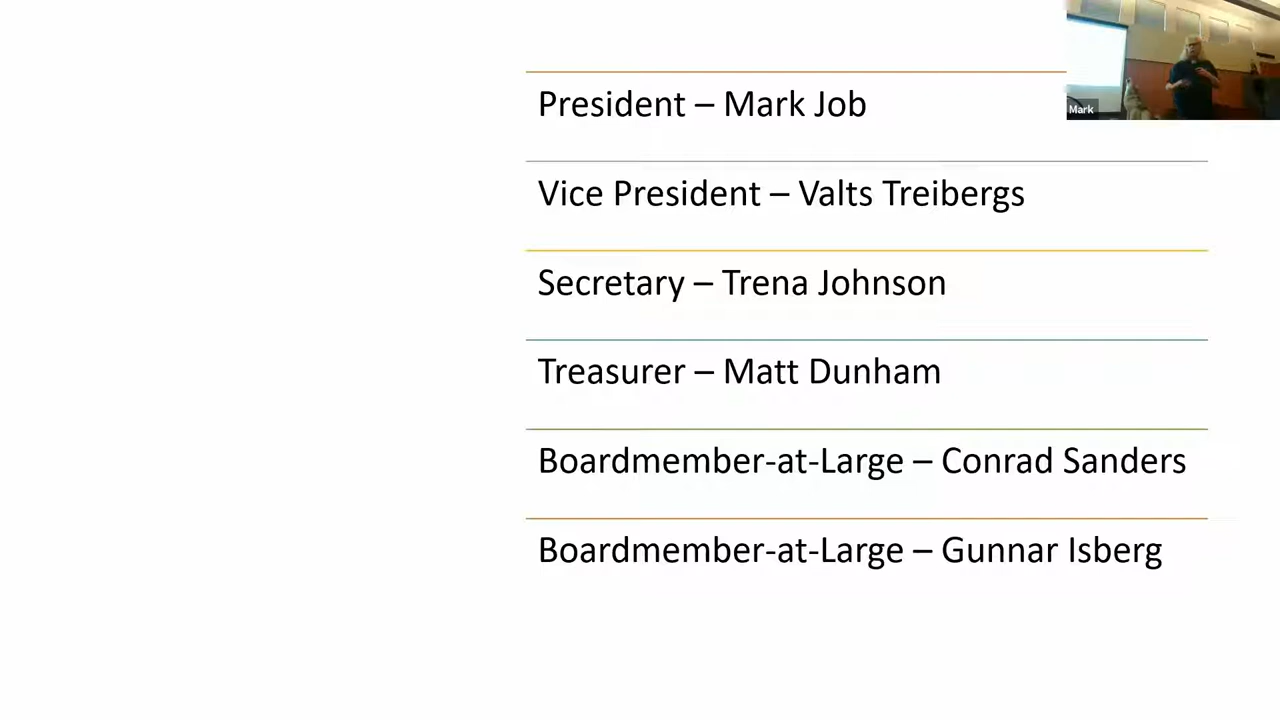 President – Mark Job
Mark
Vice President – Valts Treibergs
Secretary – Trena Johnson
Treasurer – Matt Dunham
Boardmember-at-Large – Conrad Sanders
Boardmember-at-Large – Gunnar Isberg